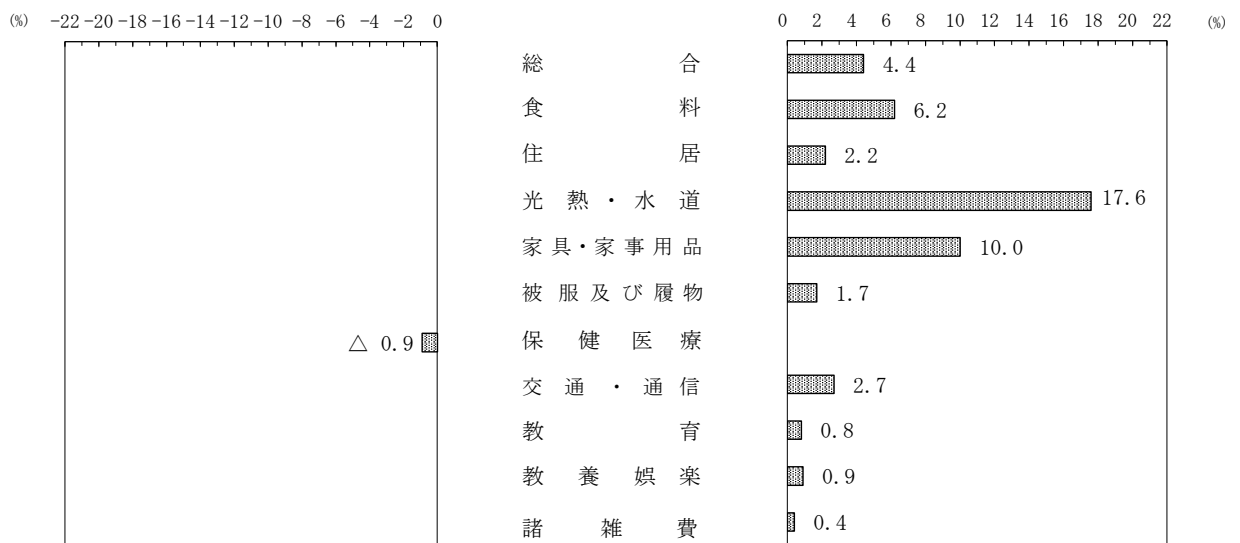 (%) -22 -20 -18 -16 -14 -12 -10 -8 -6 -4 -2 0 0 2 4 6 8 10 12 14 16 18 20 22 (%)
総合 4.4
食料 6.2
住居 2.2
光熱・水道 17.6
家具・家事用品 10.0
被服及び履物 1.7
△ 0.9 保健医療
交通・通信 2.7
教育 0.8
教養娯楽 0.9
諸雑費 0.4